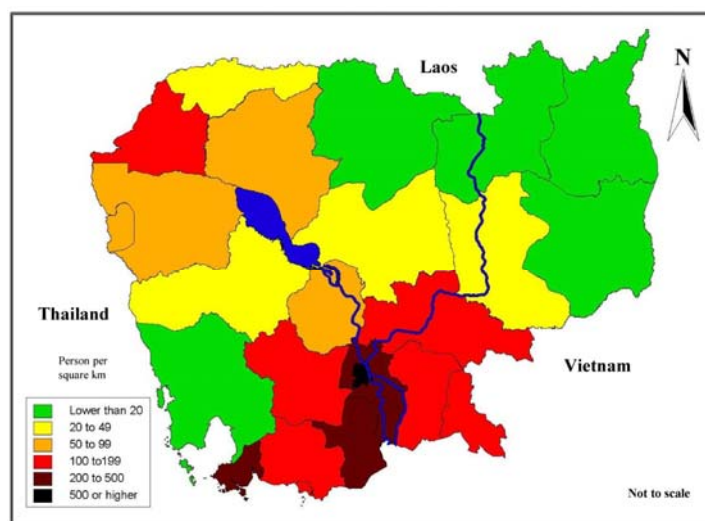 Laos
N
Thailand
Person per
square km
Vietnam
Lower than 20
20 to 49
50 to 99
100 to199
200 to 500
500 or higher
Not to scale